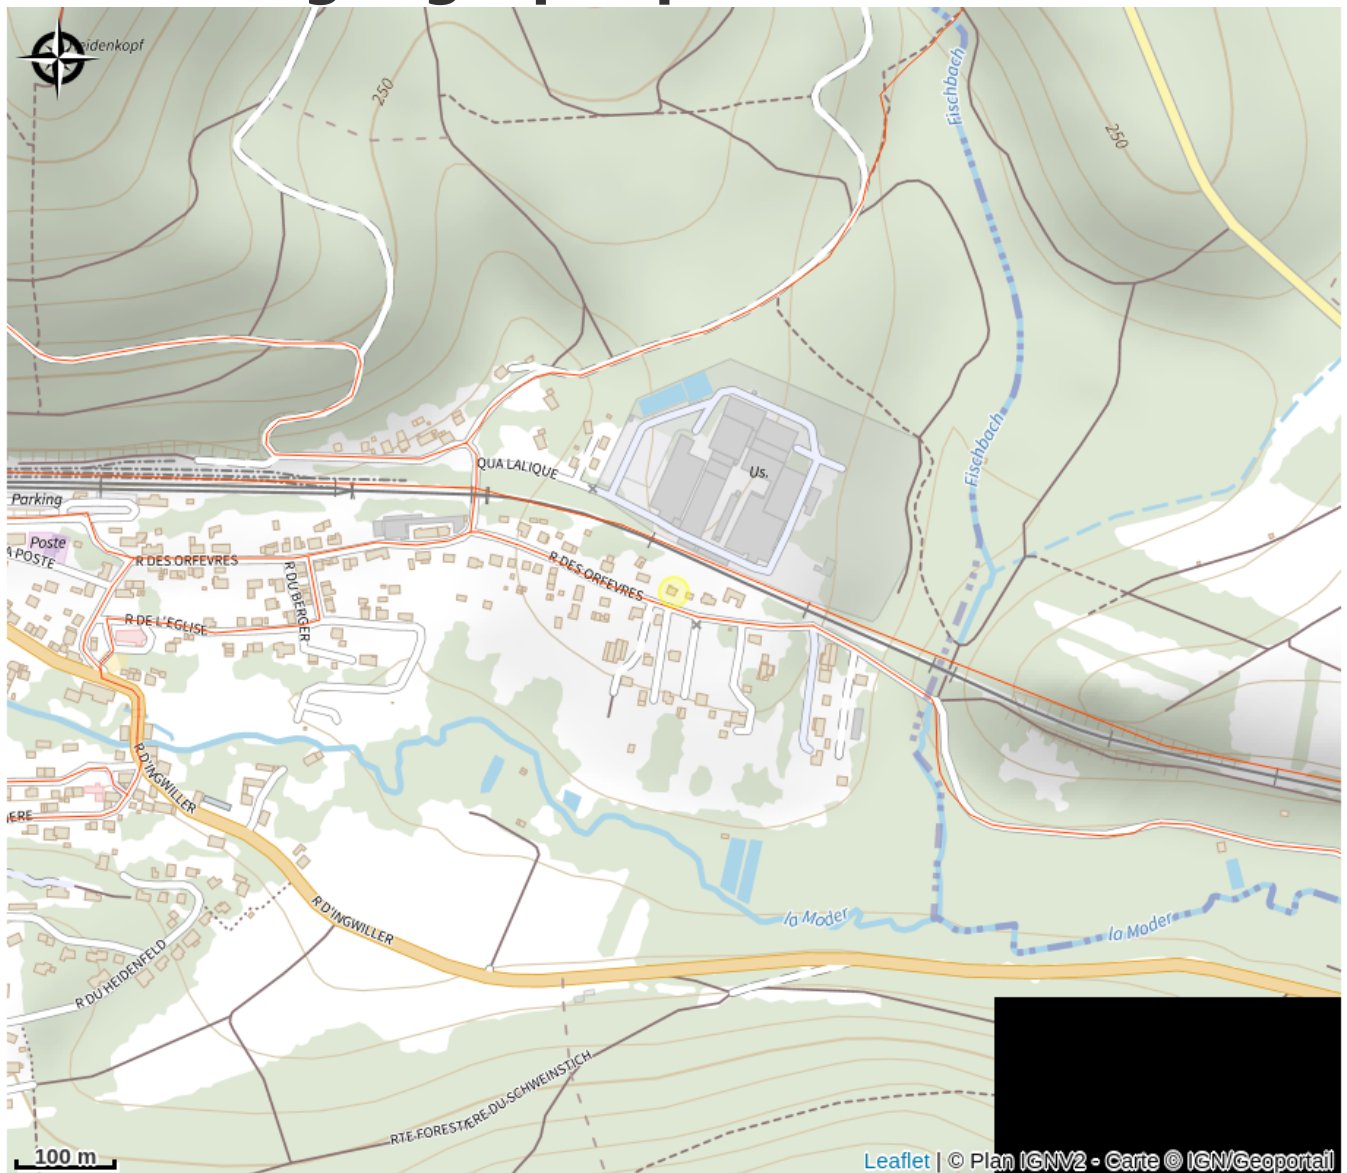 eidenkopf
250
Fischbach
250
Fischbach
QUA LALIQUE
Us.
Parking
Poste
A POSTE
R DES ORFEVRES
R DES ORFEVRES
R DU BERGER
R DE L'EGLISE
R D'INGWILLER
IERE
R D'INGWILLER
la Moder
la Moder
R DU HEIDENFELD
RTE FORESTIERE DU SCHWEINSTICH
100 m
Leaflet | © Plan IGNV2 - Carte © IGN/Geoportail